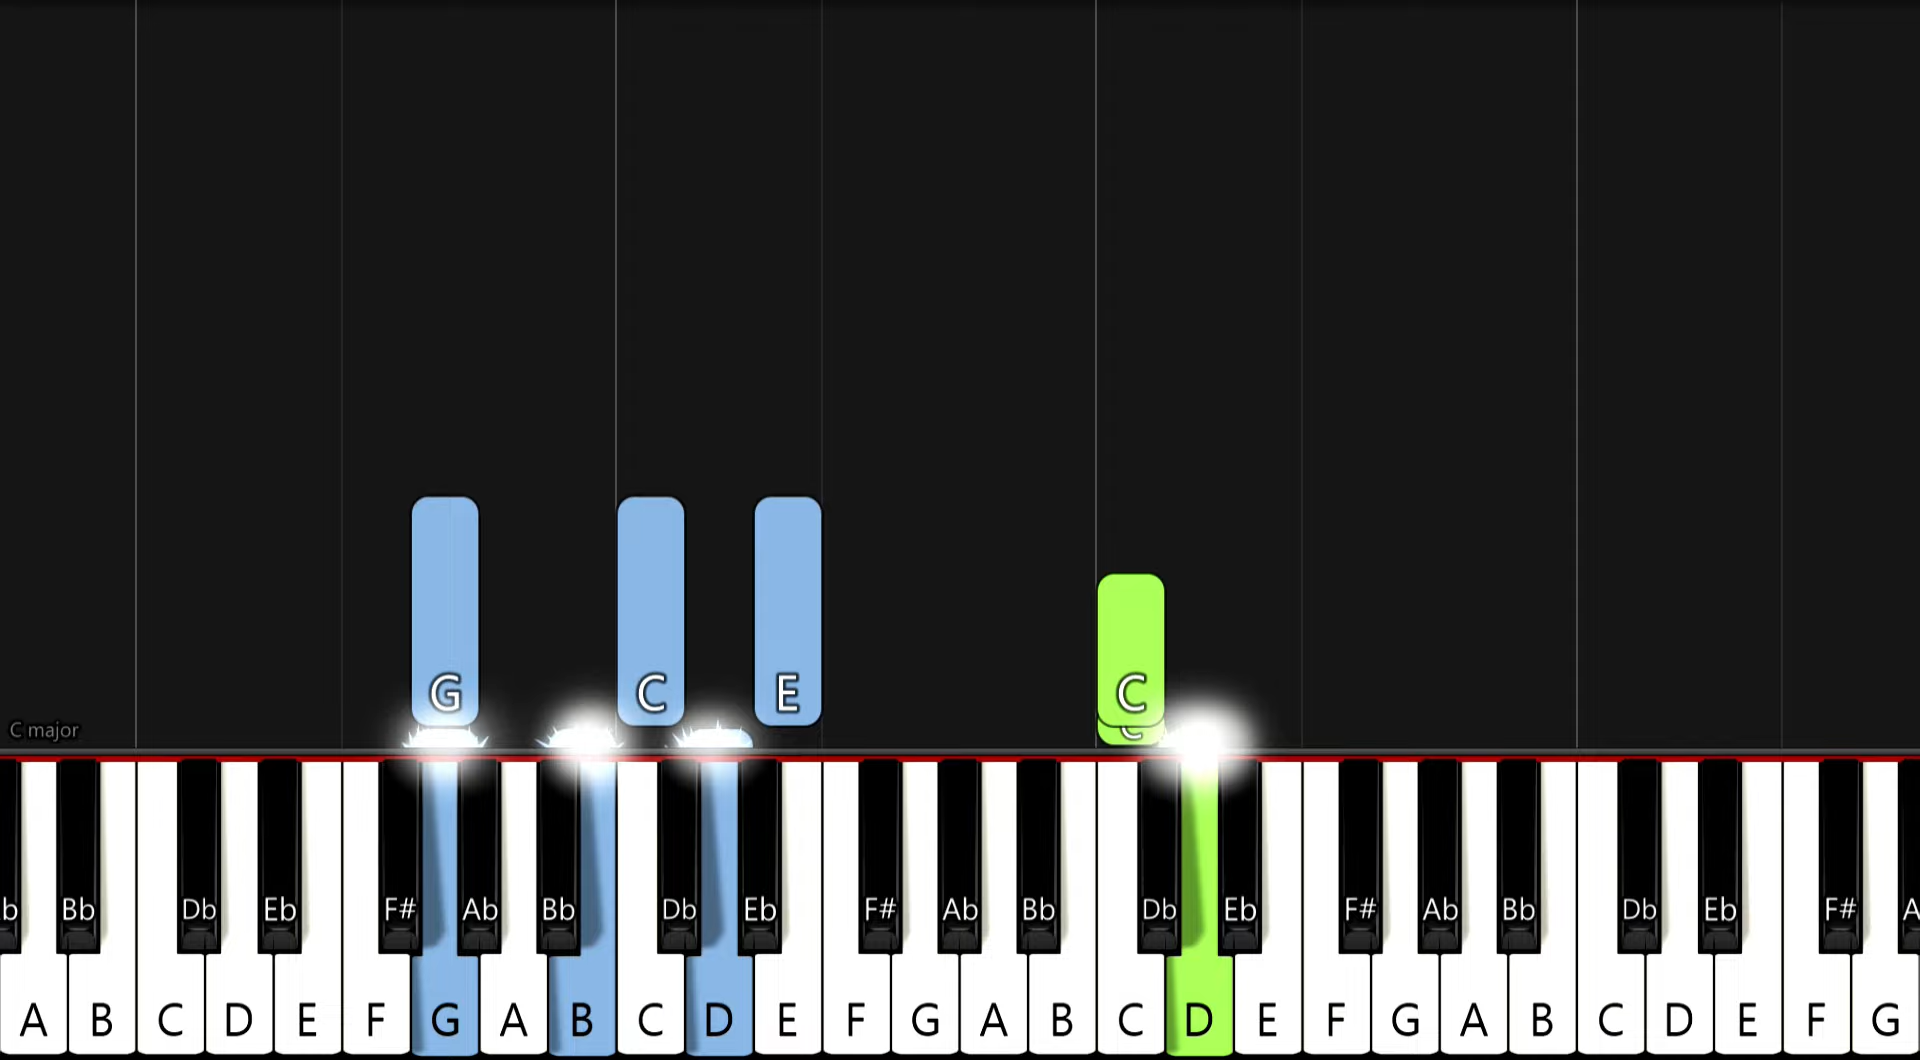 G C E C
C
C major
b Bb Db Eb F# Ab Bb Db Eb F# Ab Bb Db Eb F# Ab Bb Db Eb F# A
A B C D E F G A B C D E F G A B C D E F G A B C D E F G